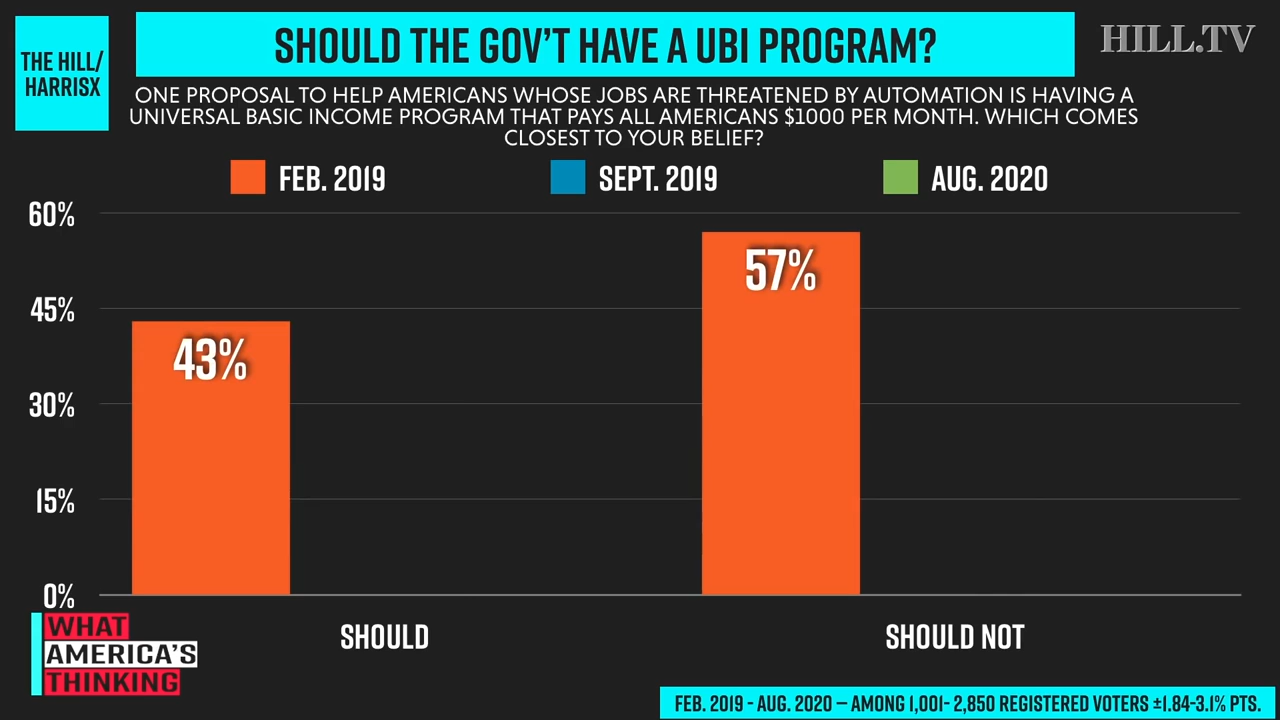 THE HILL/
HARRISX
SHOULD THE GOV'T HAVE A UBI PROGRAM?
HILL.TV
ONE PROPOSAL TO HELP AMERICANS WHOSE JOBS ARE THREATENED BY AUTOMATION IS HAVING A
UNIVERSAL BASIC INCOME PROGRAM THAT PAYS ALL AMERICANS $1000 PER MONTH. WHICH COMES
CLOSEST TO YOUR BELIEF?
FEB. 2019
SEPT. 2019
AUG. 2020
60%
45%
30%
15%
0%
43%
57%
SHOULD
SHOULD NOT
WHAT
AMERICA'S
THINKING
FEB. 2019 - AUG. 2020 – AMONG 1,001- 2,850 REGISTERED VOTERS ±1.84-3.1% PTS.